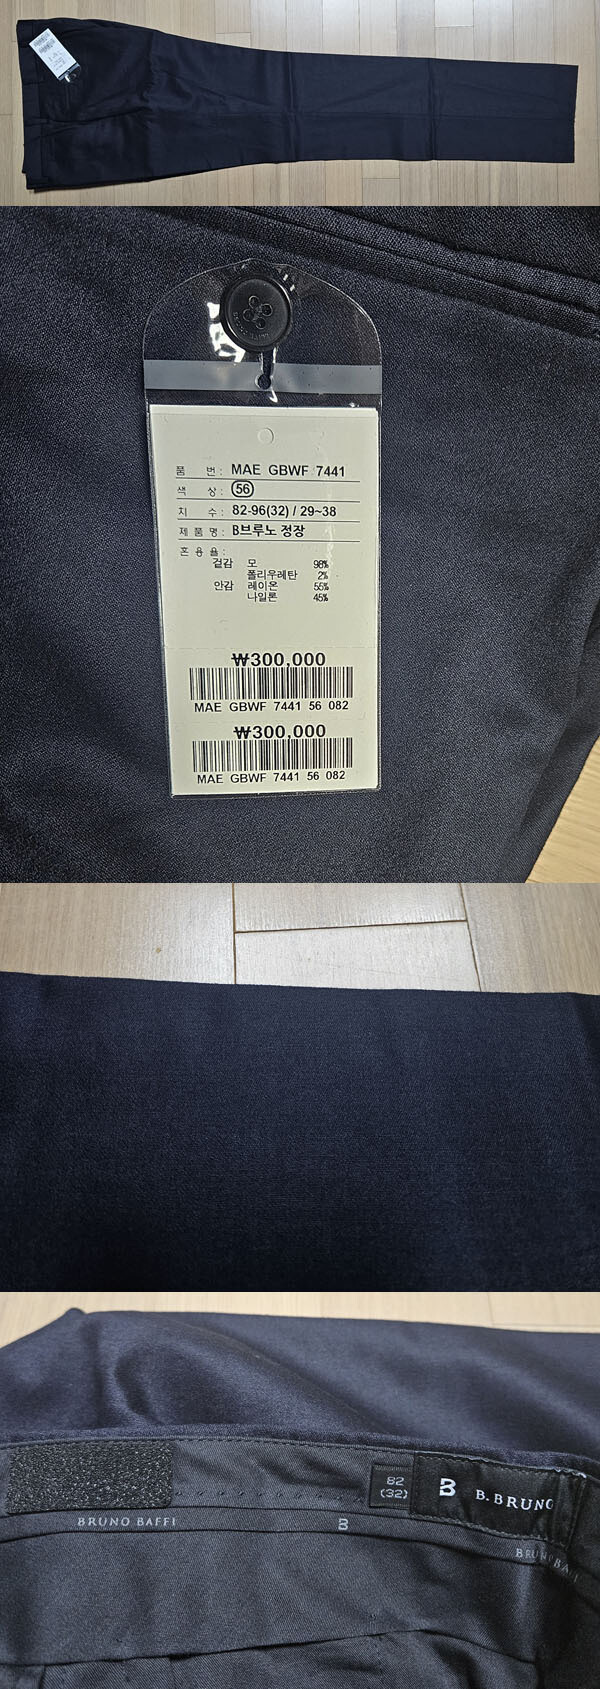 품 번 : MAE GBWF 7441
색 상 : 56
치 수 : 82-96(32) / 29~38
제 품 명 : B브루노 정장
혼 용 율 :
겉감 모 98%
폴리우레탄 2%
안감 레이온 55%
나일론 45%
₩300,000
MAE GBWF 7441 56 082
₩300,000
MAE GBWF 7441 56 082
82
(32)
B B. BRUNO
BRUNO BAFFI B
BRUNO BAFFI